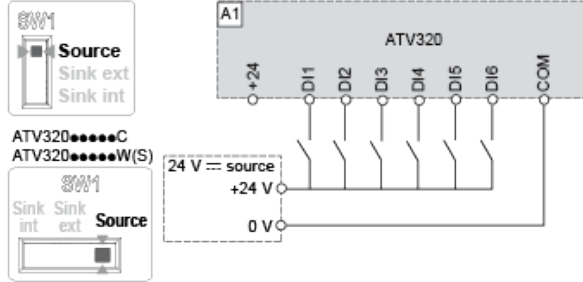 SW1
Source
Sink ext
Sink int
ATV320●●●●●C
ATV320●●●●●W(S)
SW1
Sink int
Sink ext
Source
A1
ATV320
+24
DI1
DI2
DI3
DI4
DI5
DI6
COM
24 V ⎓ source
+24 V
0 V